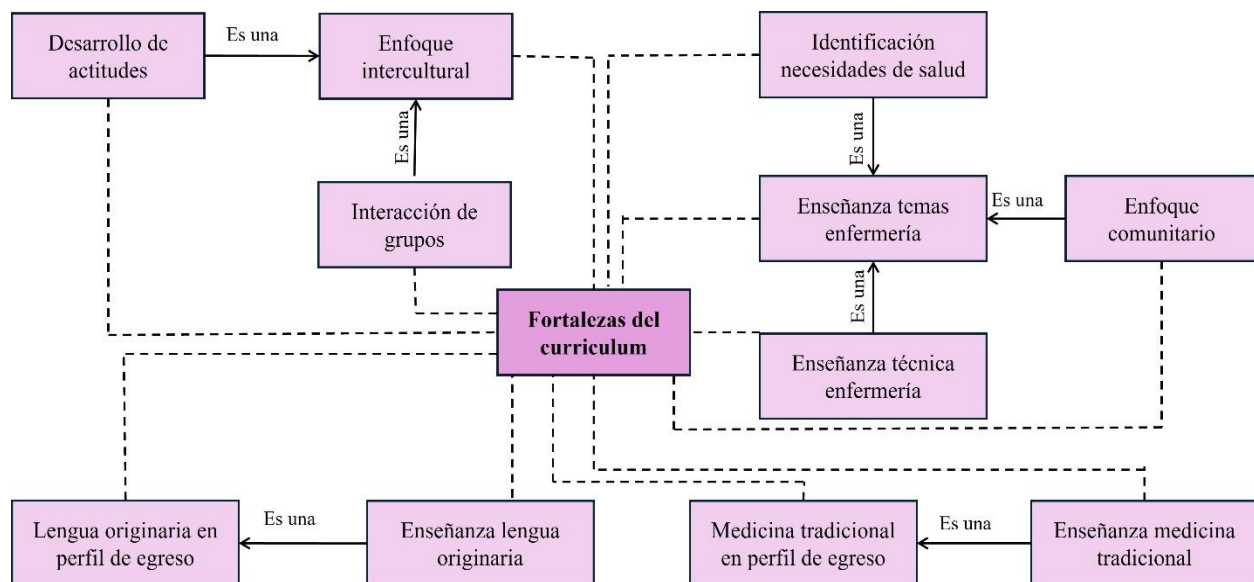 Desarrollo de
actitudes
Es una
Enfoque
intercultural
Identificación
necesidades de salud
Es una
Es una
Interacción de
grupos
Enseñanza temas
enfermería
Es una
Enfoque
comunitario
Es una
Fortalezas del
curriculum
Enseñanza técnica
enfermería
Lengua originaria en
perfil de egreso
Es una
Enseñanza lengua
originaria
Medicina tradicional
en perfil de egreso
Es una
Enseñanza medicina
tradicional